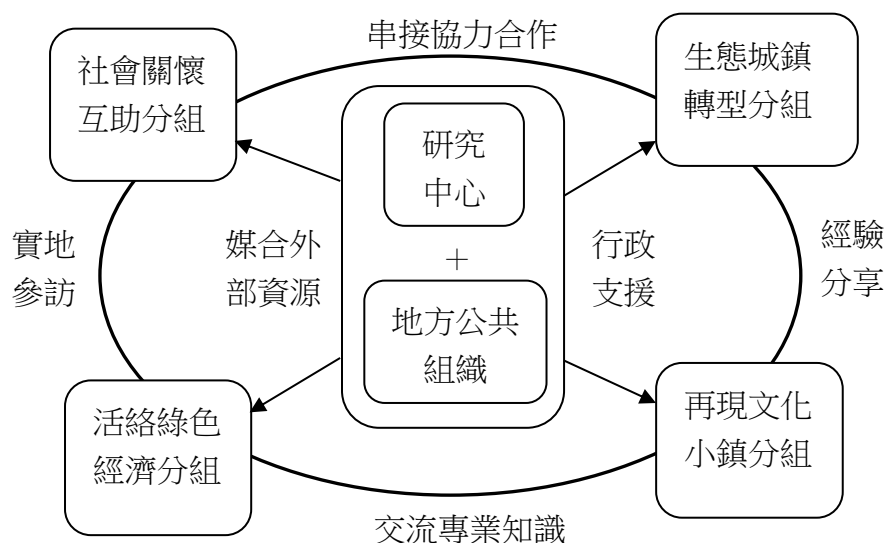 串接協力合作
社會關懷
互助分組
生態城鎮
轉型分組
研究
中心
＋
地方公共
組織
實地
參訪
媒合外
部資源
行政
支援
經驗
分享
活絡綠色
經濟分組
再現文化
小鎮分組
交流專業知識